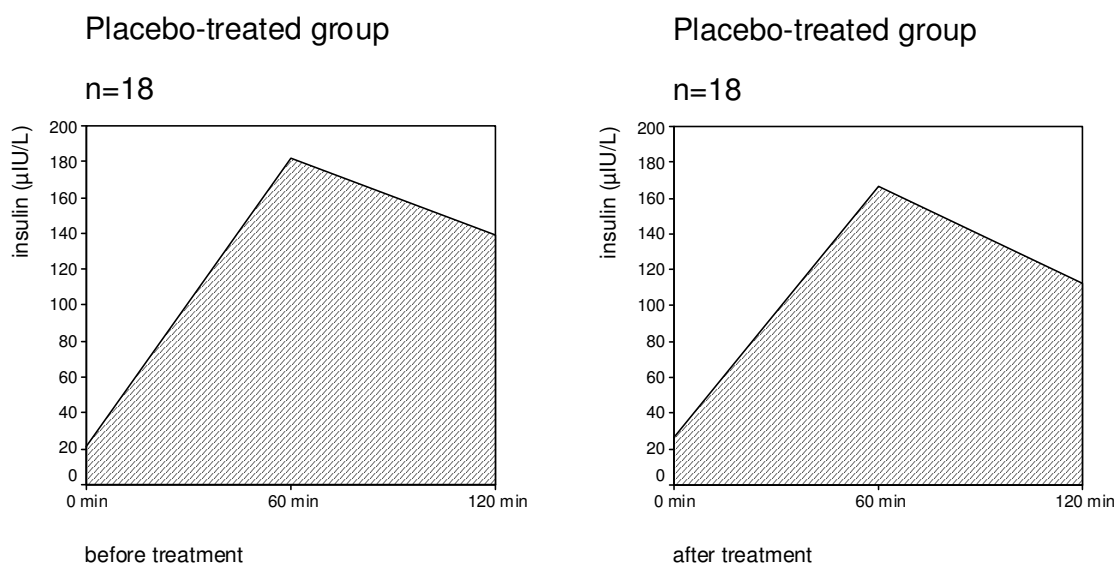 Placebo-treated group
n=18
insulin (µIU/L)
200
180
160
140
120
100
80
60
40
20
0
0 min 60 min 120 min
before treatment
Placebo-treated group
n=18
insulin (µIU/L)
200
180
160
140
120
100
80
60
40
20
0
0 min 60 min 120 min
after treatment